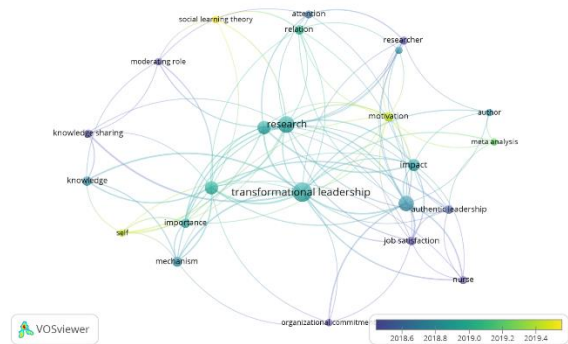 social learning theory
attention
relation
researcher
moderating role
research
motivation
author
knowledge sharing
meta analysis
impact
knowledge
transformational leadership
authentic leadership
importance
self
job satisfaction
mechanism
nurse
organizational commitme
VOSviewer
2018.6 2018.8 2019.0 2019.2 2019.4